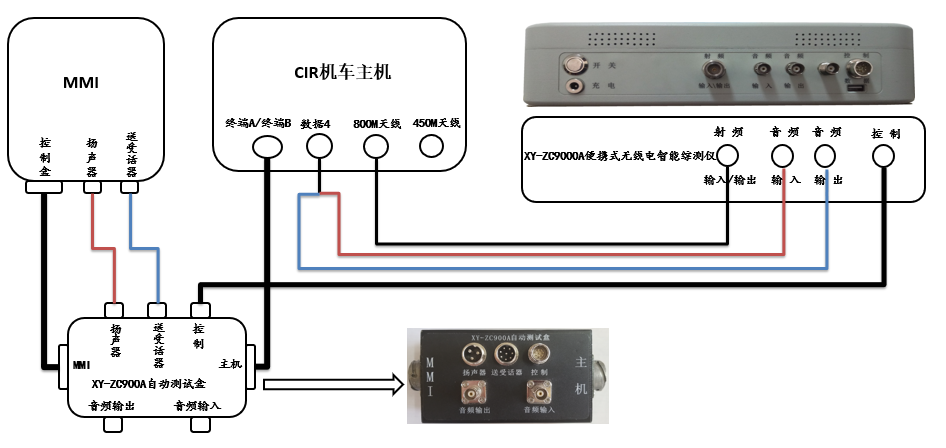 MMI
控制盒
扬声器
送受话器
CIR机车主机
终端A/终端B
数据4
800M天线
450M天线
开关
充电
射频
输入/输出
音频
输入
音频
输出
控制
射频
音频
音频
控制
XY-ZC9000A便携式无线电智能综测仪
输入/输出
输入
输出
扬声器
送受话器
控制
MMI
主机
XY-ZC900A自动测试盒
音频输出
音频输入
XY-ZC900A自动测试盒
MMI
扬声器
送受话器
控制
主机
音频输出
音频输入